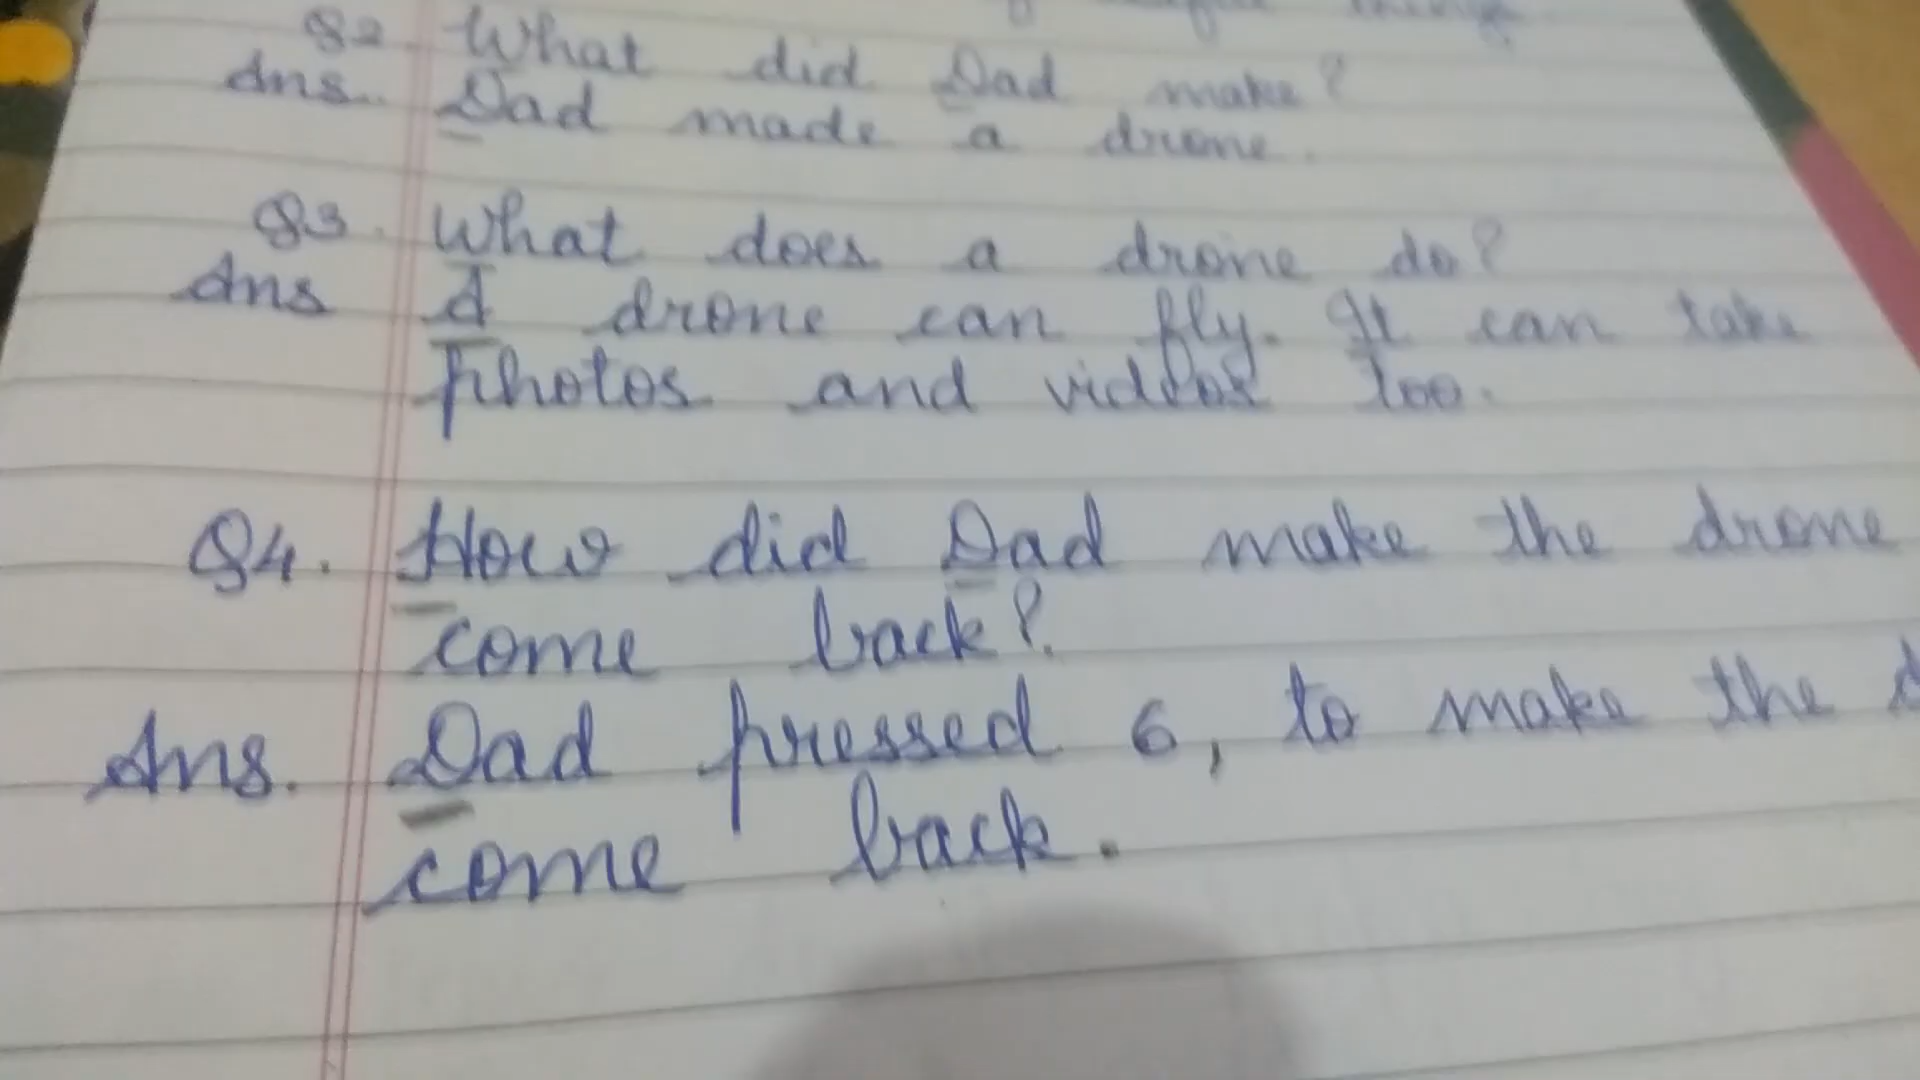 Q2. What did Dad make?
Ans. Dad made a drone.
Q3. What does a drone do?
Ans A drone can fly. It can take
photos and videos too.
Q4. How did Dad make the drone
come back?
Ans. Dad pressed 6, to make the
come back.